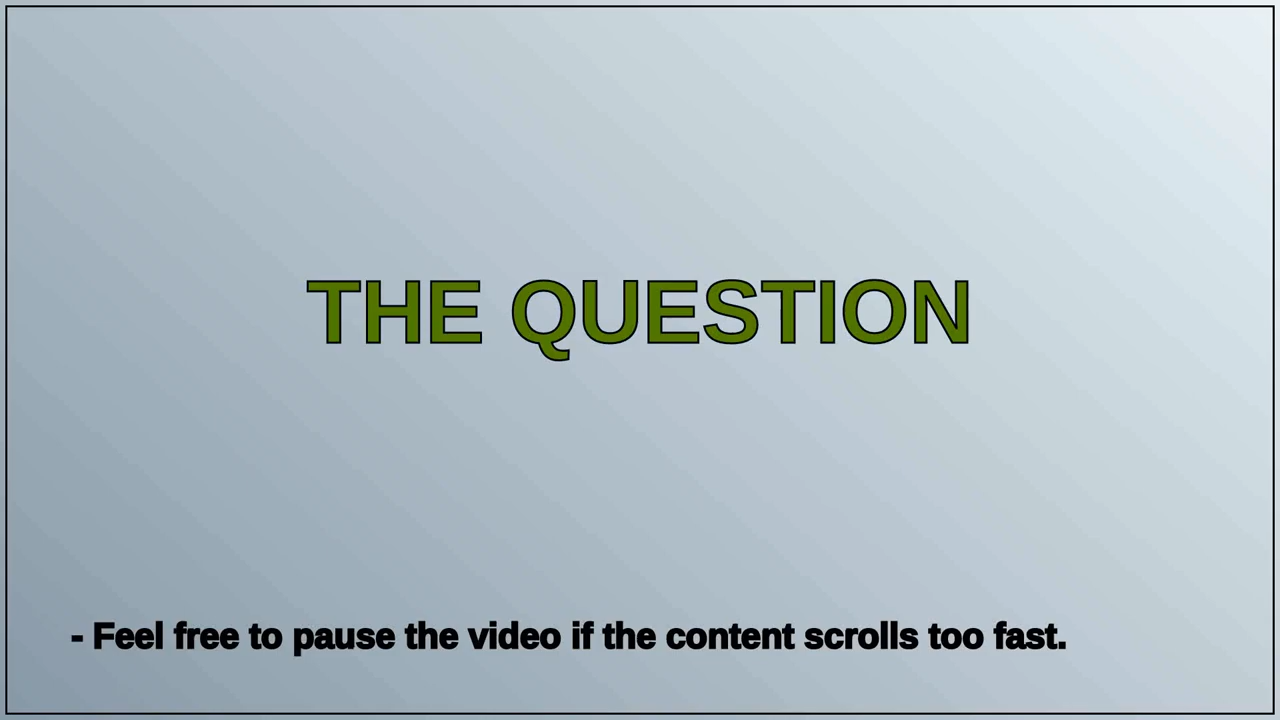 THE QUESTION
- Feel free to pause the video if the content scrolls too fast.